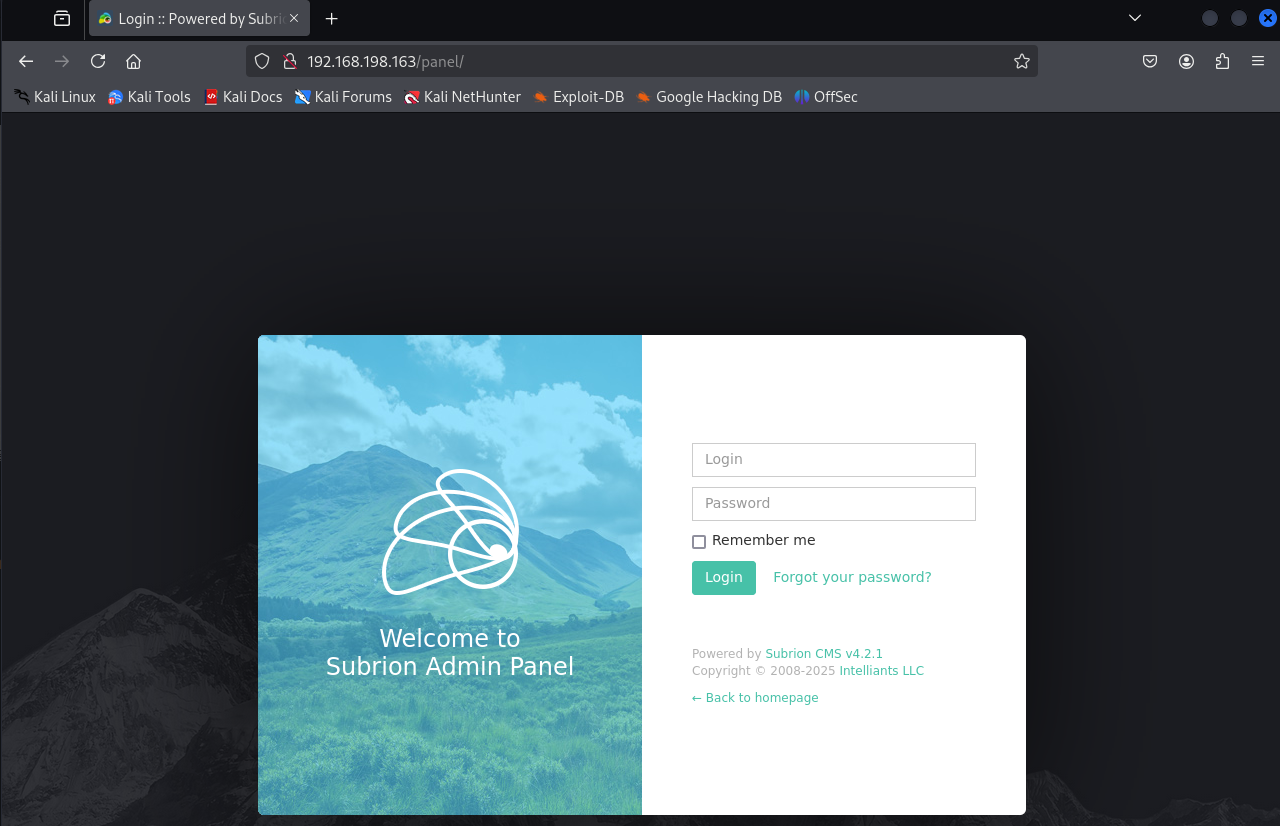 Login :: Powered by Subri
192.168.198.163/panel/
Kali Linux Kali Tools Kali Docs Kali Forums Kali NetHunter Exploit-DB Google Hacking DB OffSec
Welcome to
Subrion Admin Panel
Login
Password
Remember me
Login Forgot your password?
Powered by Subrion CMS v4.2.1
Copyright © 2008-2025 Intelliants LLC
← Back to homepage